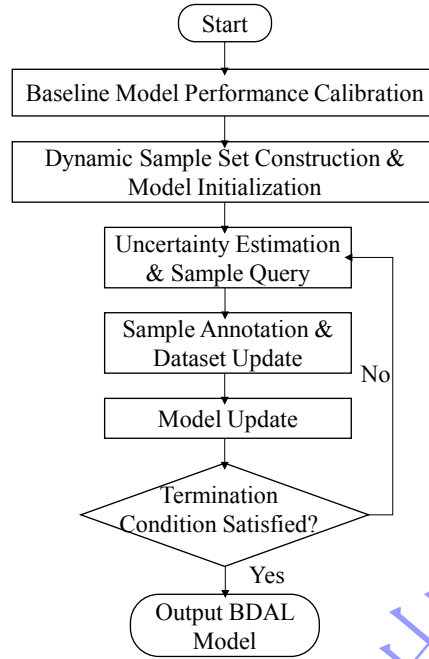 Start
Baseline Model Performance Calibration
Dynamic Sample Set Construction &
Model Initialization
Uncertainty Estimation
& Sample Query
Sample Annotation &
Dataset Update
No
Model Update
Termination
Condition Satisfied?
Yes
Output BDAL
Model